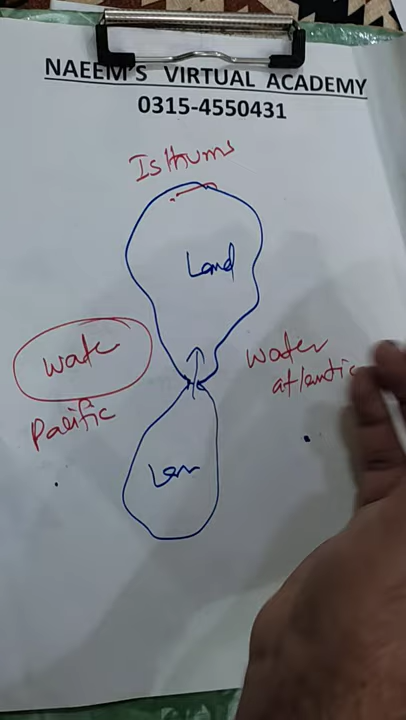 NAEEM'S VIRTUAL ACADEMY
0315-4550431
Isthums
Land
Water
Water
atlantic
Pacific